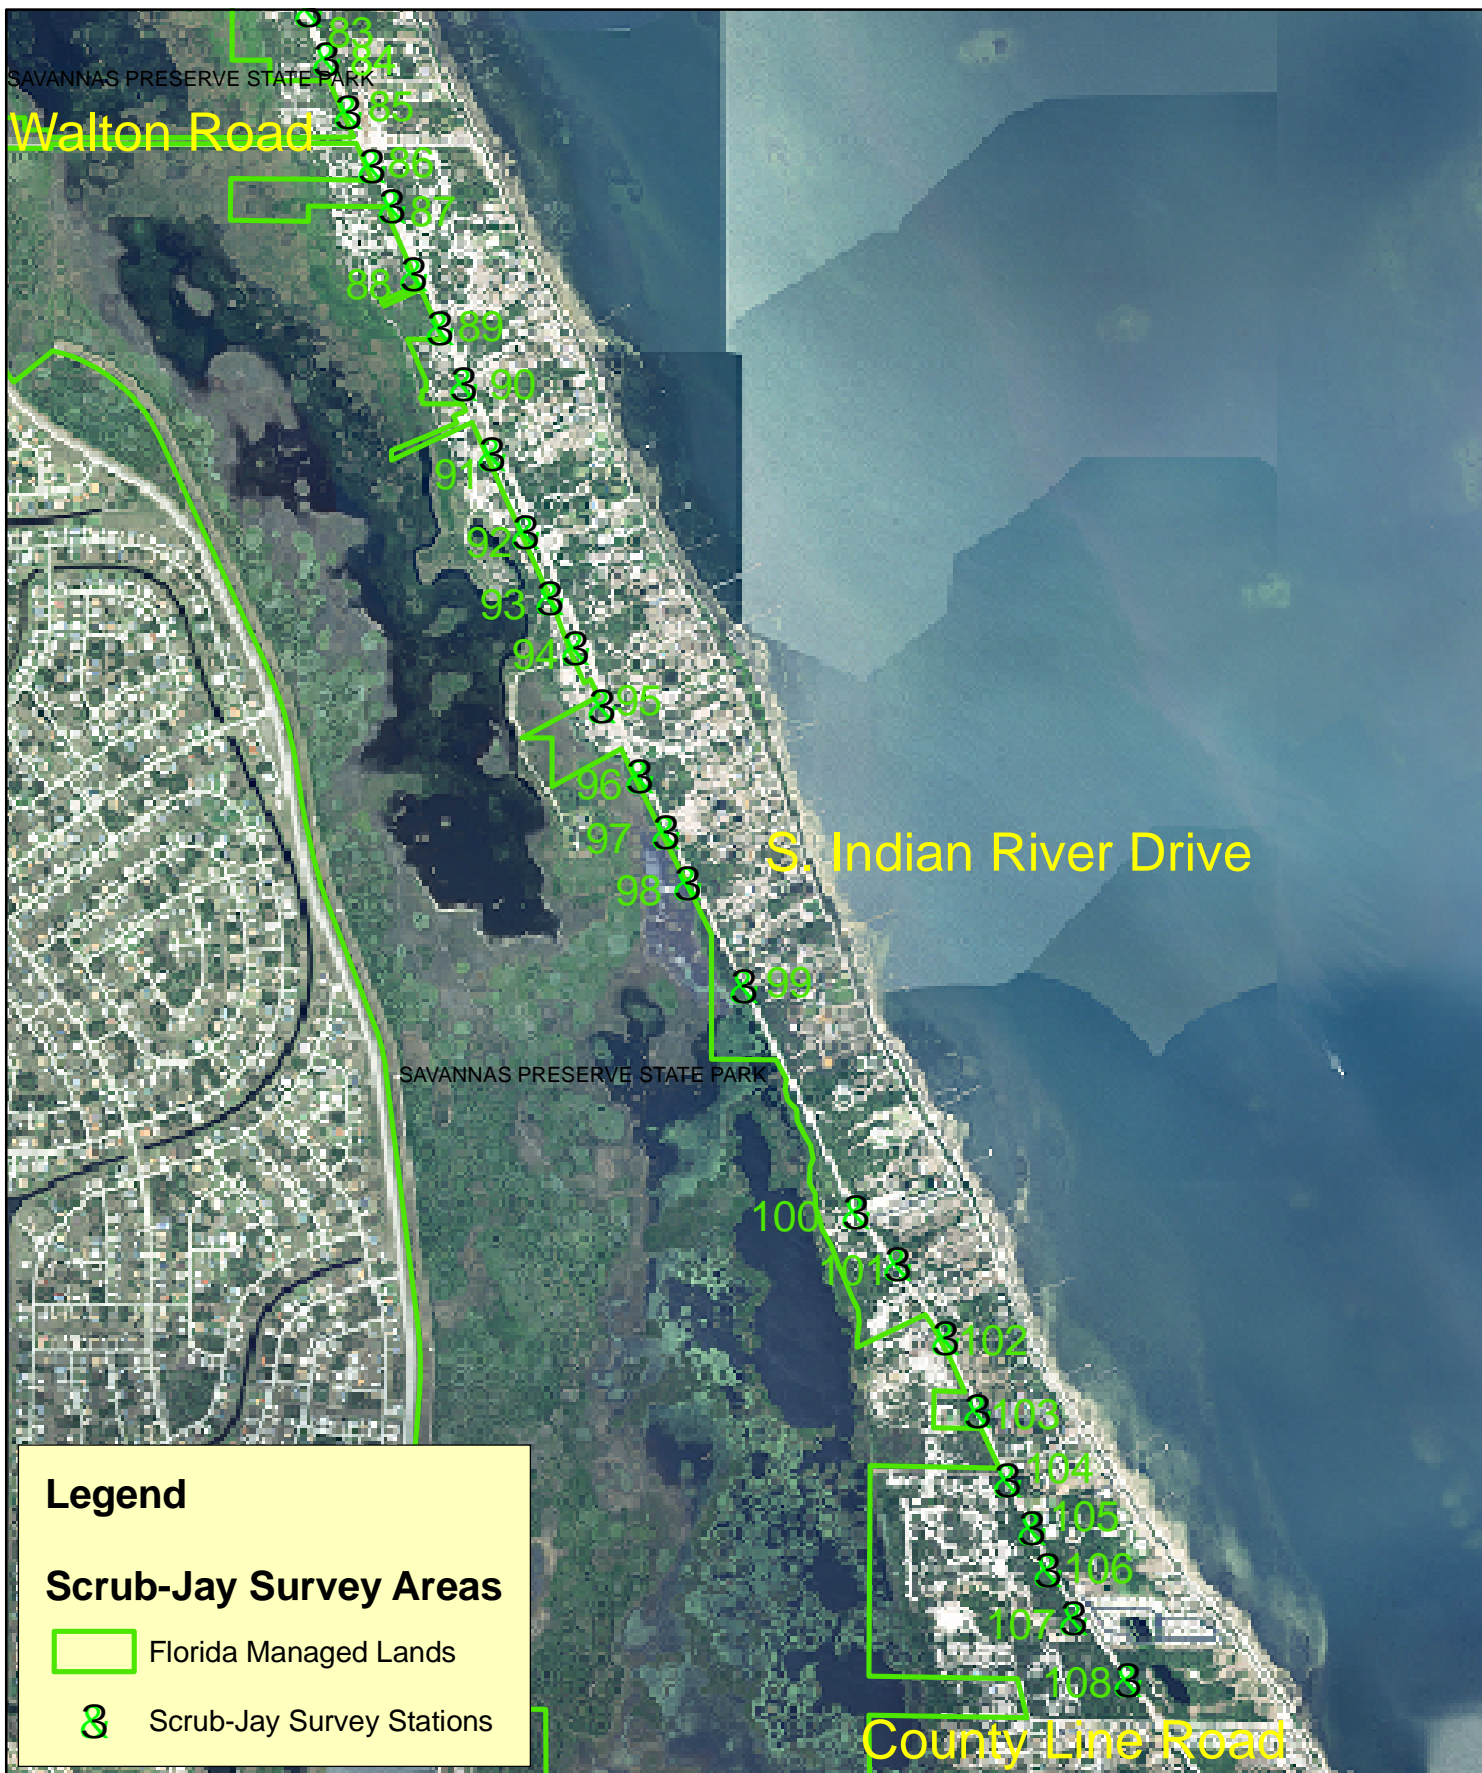 83
84
SAVANNAS PRESERVE STATE PARK
85
Walton Road
86
87
88
89
90
91
92
93
94
95
96
97
S. Indian River Drive
98
99
SAVANNAS PRESERVE STATE PARK
100
101
102
103
104
105
106
107
108
County Line Road
Legend
Scrub-Jay Survey Areas
Florida Managed Lands
Scrub-Jay Survey Stations